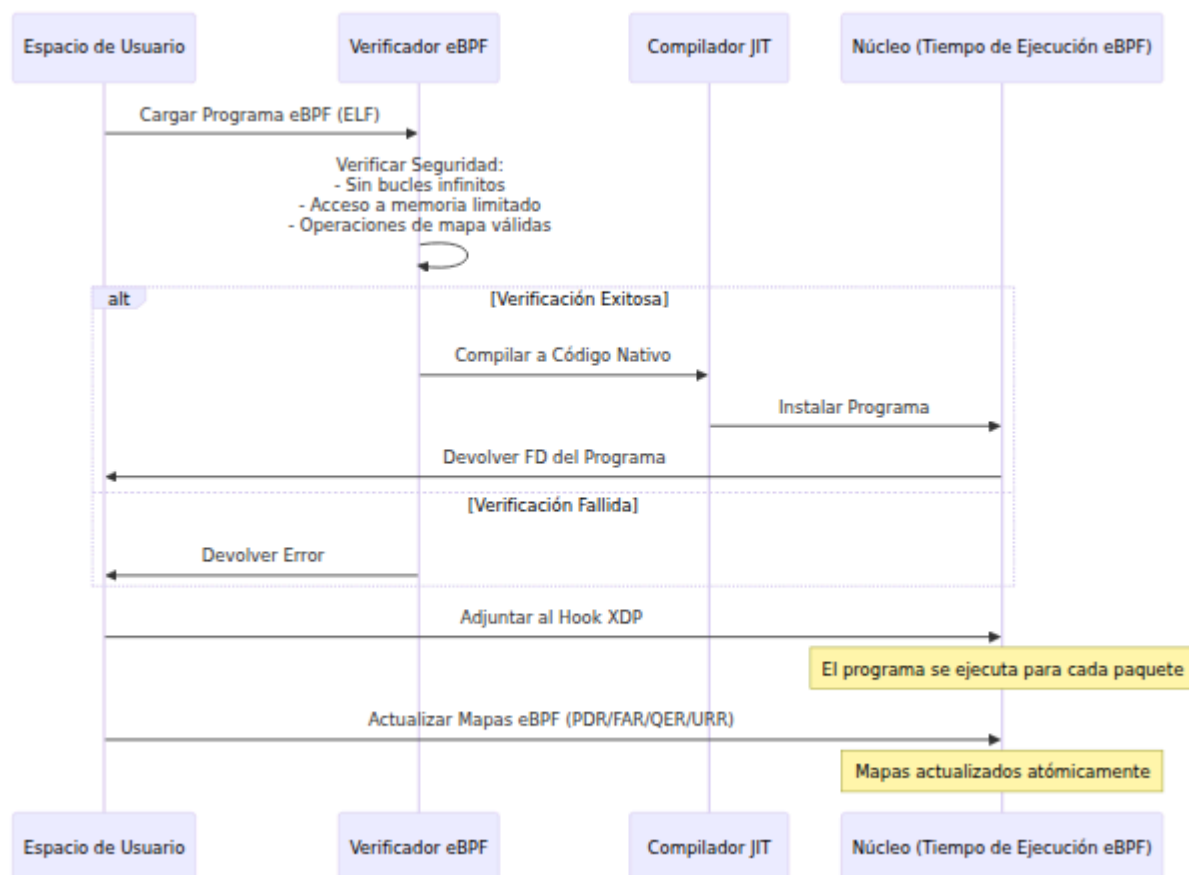 Espacio de Usuario
Verificador eBPF
Compilador JIT
Núcleo (Tiempo de Ejecución eBPF)
Cargar Programa eBPF (ELF)
Verificar Seguridad:
- Sin bucles infinitos
- Acceso a memoria limitado
- Operaciones de mapa válidas
alt
[Verificación Exitosa]
Compilar a Código Nativo
Instalar Programa
Devolver FD del Programa
[Verificación Fallida]
Devolver Error
Adjuntar al Hook XDP
El programa se ejecuta para cada paquete
Actualizar Mapas eBPF (PDR/FAR/QER/URR)
Mapas actualizados atómicamente
Espacio de Usuario
Verificador eBPF
Compilador JIT
Núcleo (Tiempo de Ejecución eBPF)